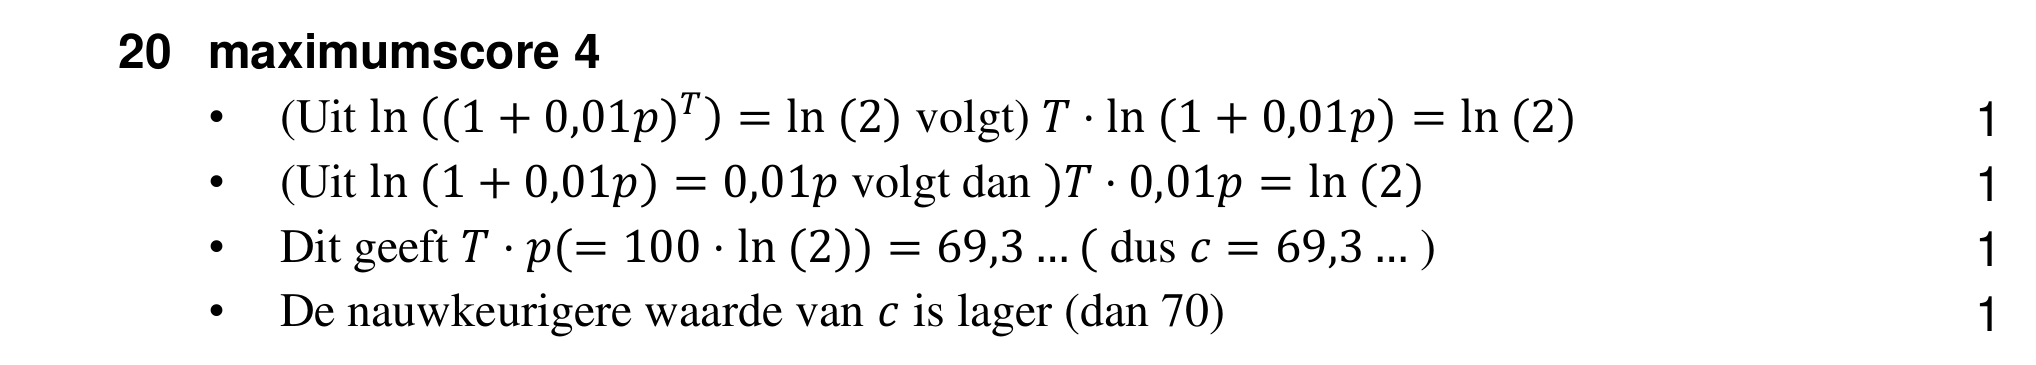 20 maximumscore 4
• (Uit ln ((1 + 0,01p)^T) = ln (2) volgt) T · ln (1 + 0,01p) = ln (2) 1
• (Uit ln (1 + 0,01p) = 0,01p volgt dan )T · 0,01p = ln (2) 1
• Dit geeft T · p(= 100 · ln (2)) = 69,3 ... ( dus c = 69,3 ... ) 1
• De nauwkeurigere waarde van c is lager (dan 70) 1